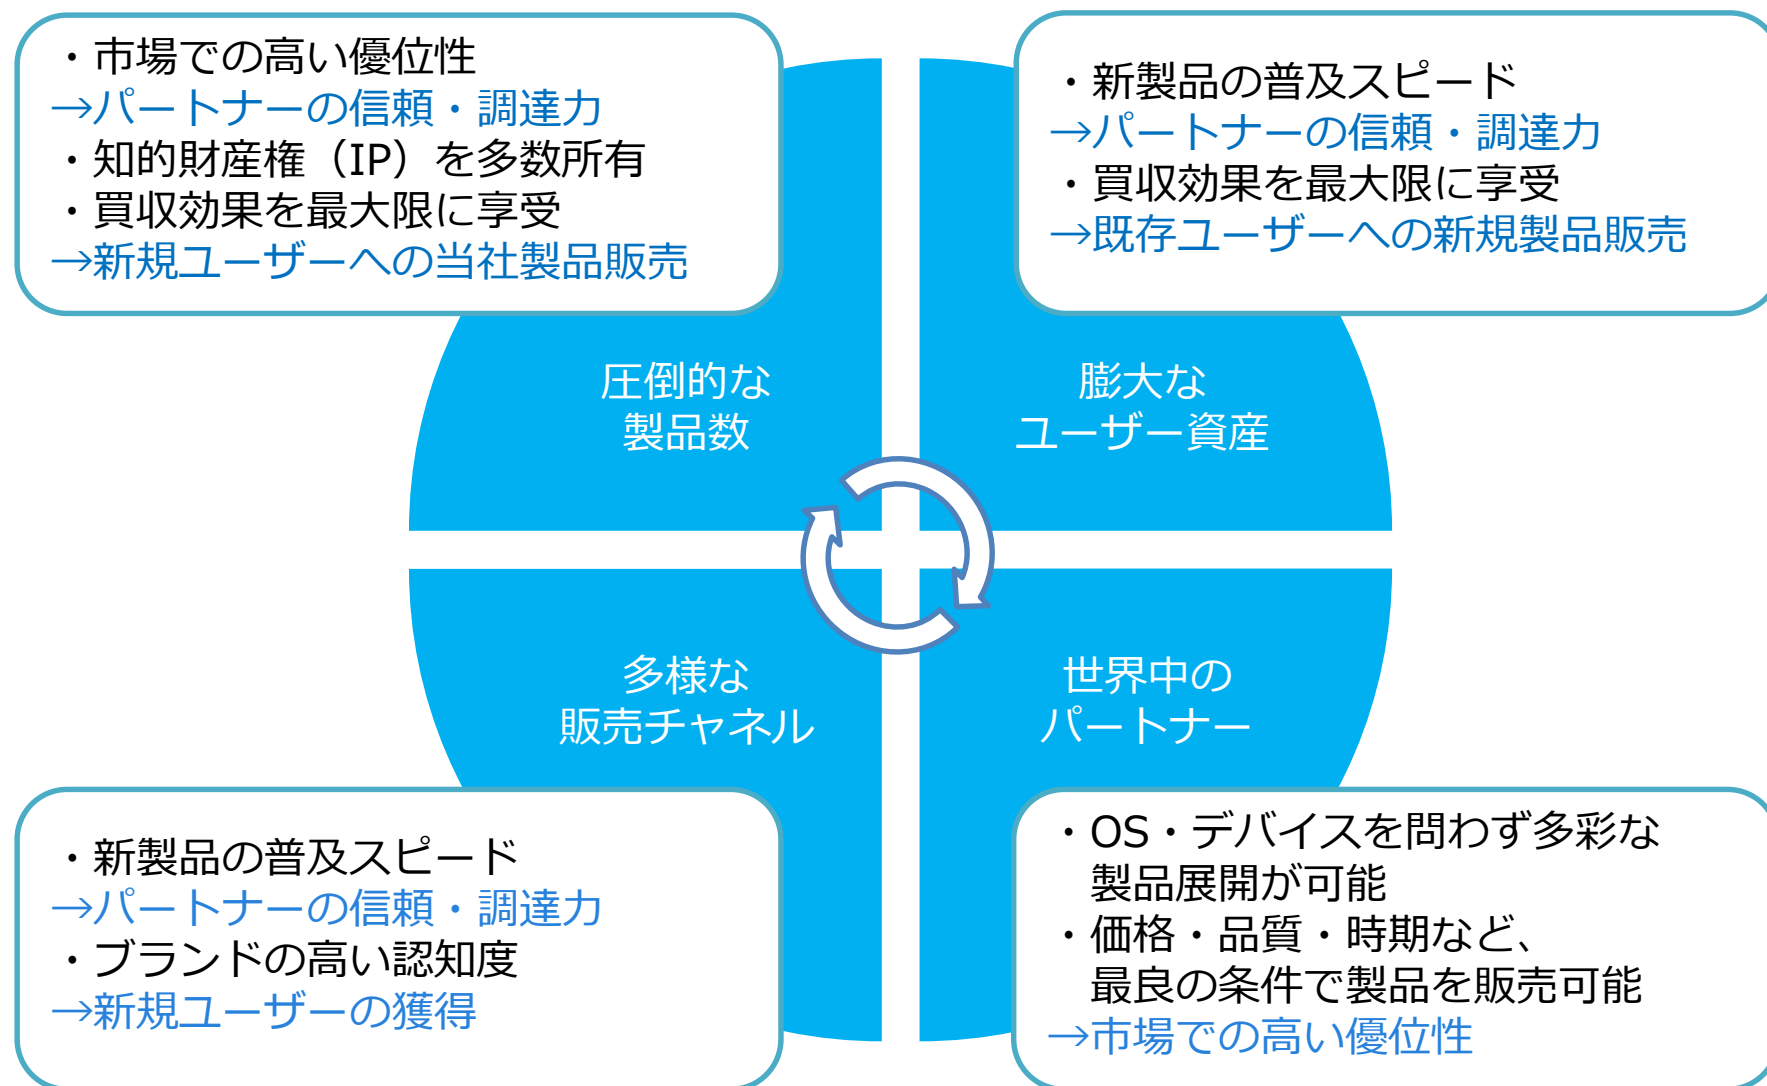 ・市場での高い優位性
→パートナーの信頼・調達力
・知的財産権（IP）を多数所有
・買収効果を最大限に享受
→新規ユーザーへの当社製品販売
・新製品の普及スピード
→パートナーの信頼・調達力
・買収効果を最大限に享受
→既存ユーザーへの新規製品販売
圧倒的な
製品数
膨大な
ユーザー資産
多様な
販売チャネル
世界中の
パートナー
・新製品の普及スピード
→パートナーの信頼・調達力
・ブランドの高い認知度
→新規ユーザーの獲得
・OS・デバイスを問わず多彩な
製品展開が可能
・価格・品質・時期など、
最良の条件で製品を販売可能
→市場での高い優位性